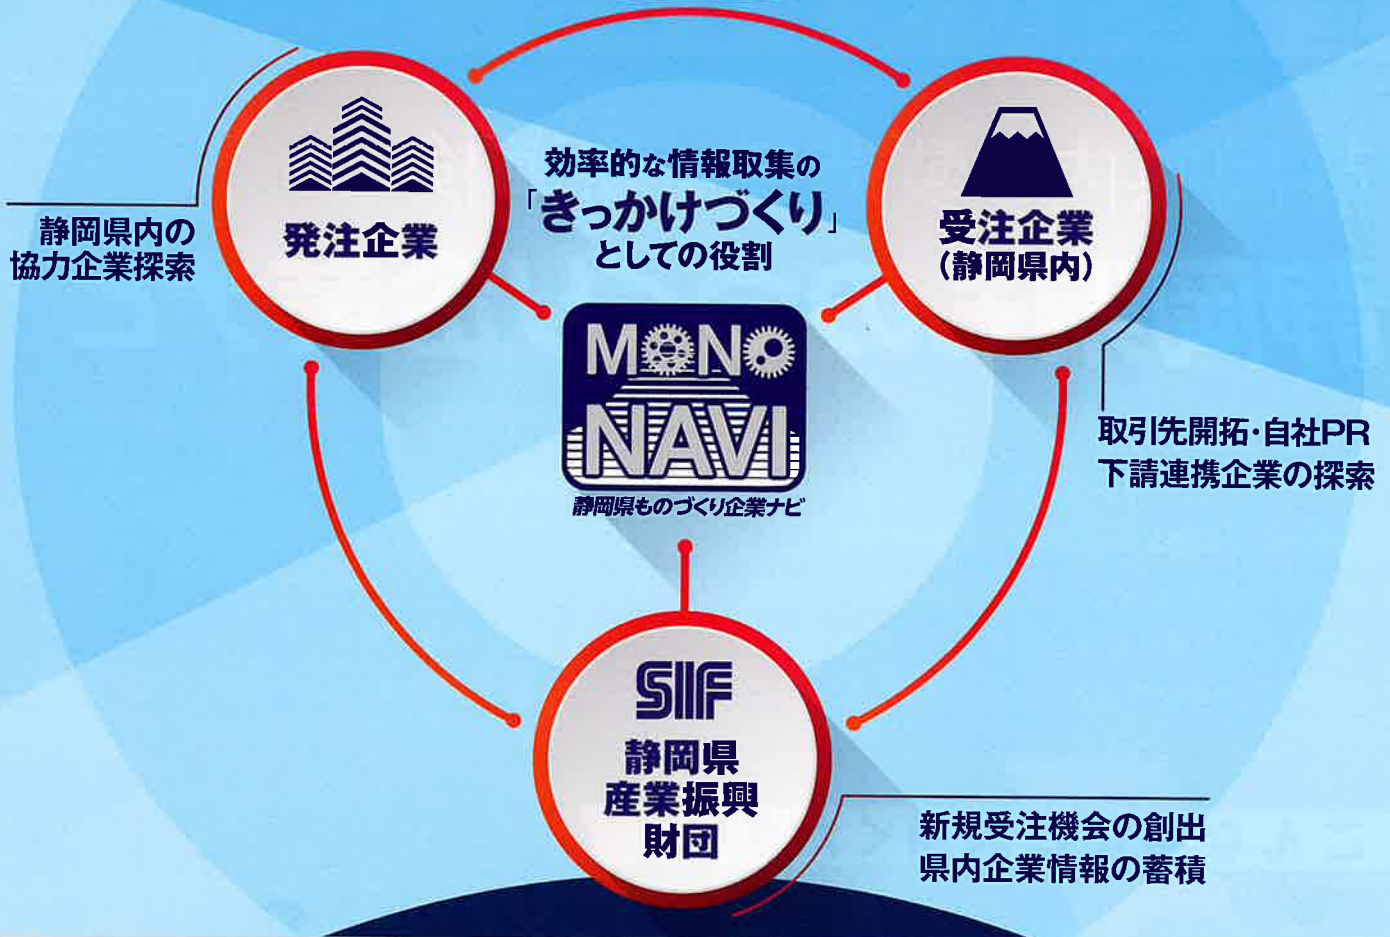 発注企業
静岡県内の
協力企業探索
効率的な情報取集の
「きっかけづくり」
としての役割
受注企業
(静岡県内)
取引先開拓・自社PR
下請連携企業の探索
MONO
NAVI
静岡県ものづくり企業ナビ
SIIF
静岡県
産業振興
財団
新規受注機会の創出
県内企業情報の蓄積